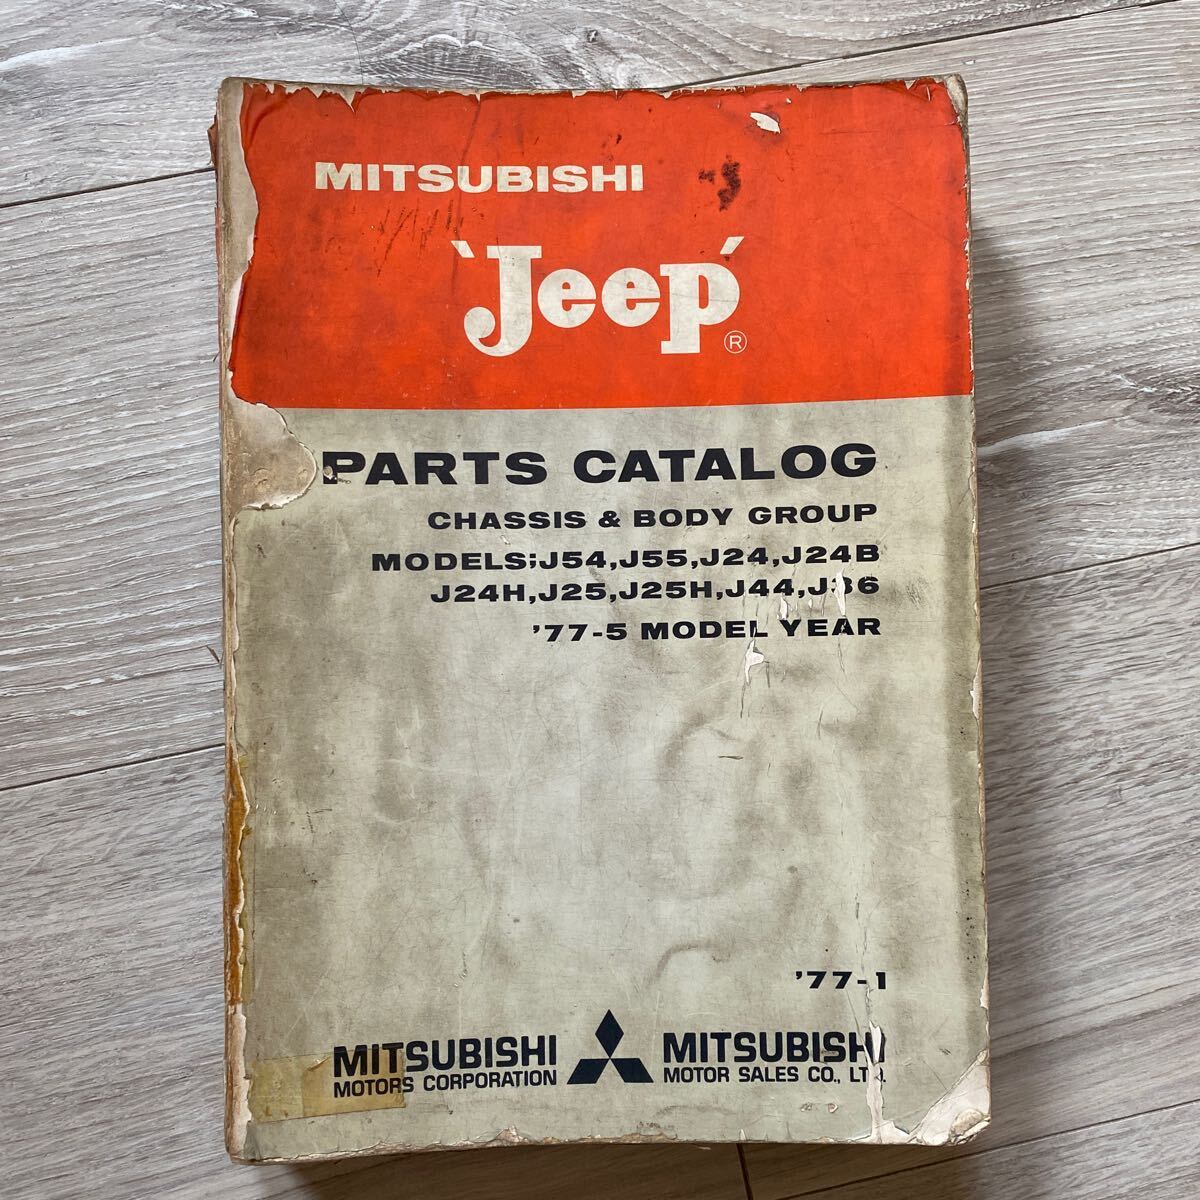 MITSUBISHI
'Jeep'
®
PARTS CATALOG
CHASSIS & BODY GROUP
MODELS:J54,J55,J24,J24B
J24H,J25,J25H,J44,J36
'77-5 MODEL YEAR
'77-1
MITSUBISHI
MOTORS CORPORATION
MITSUBISHI
MOTOR SALES CO., LTD.